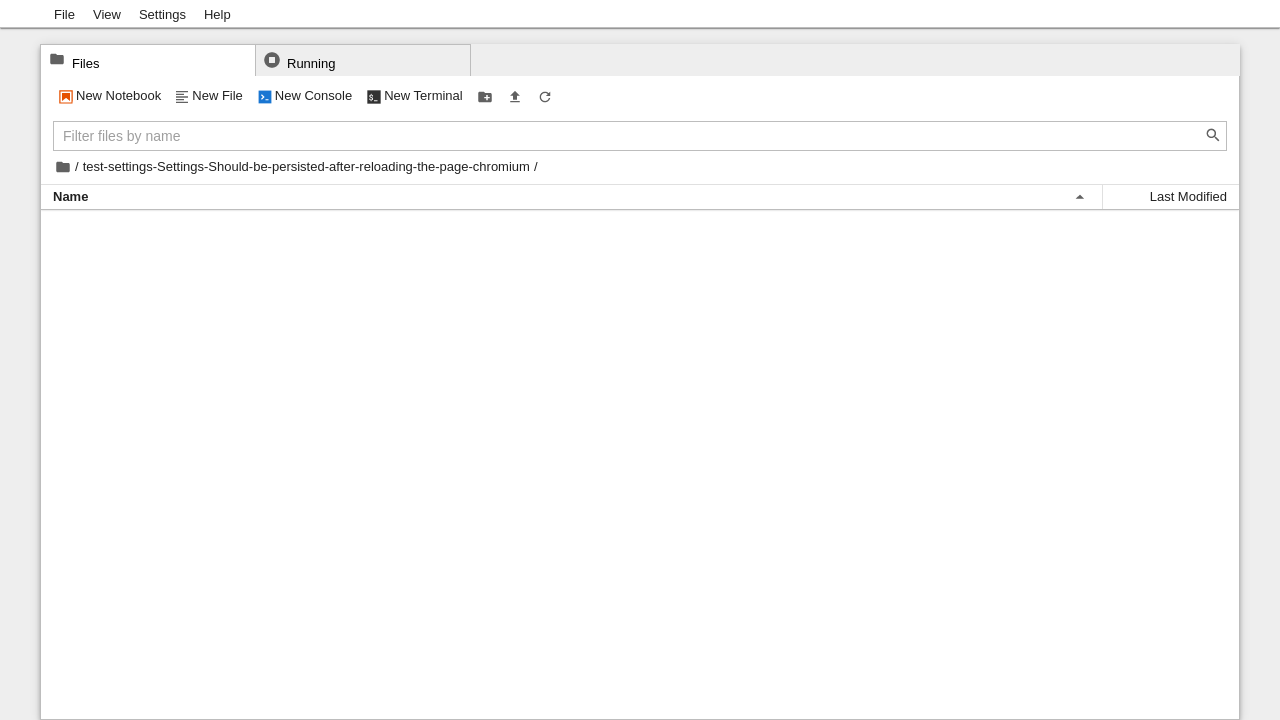 File View Settings Help
Files Running
New Notebook New File New Console New Terminal
Filter files by name
/ test-settings-Settings-Should-be-persisted-after-reloading-the-page-chromium /
Name Last Modified